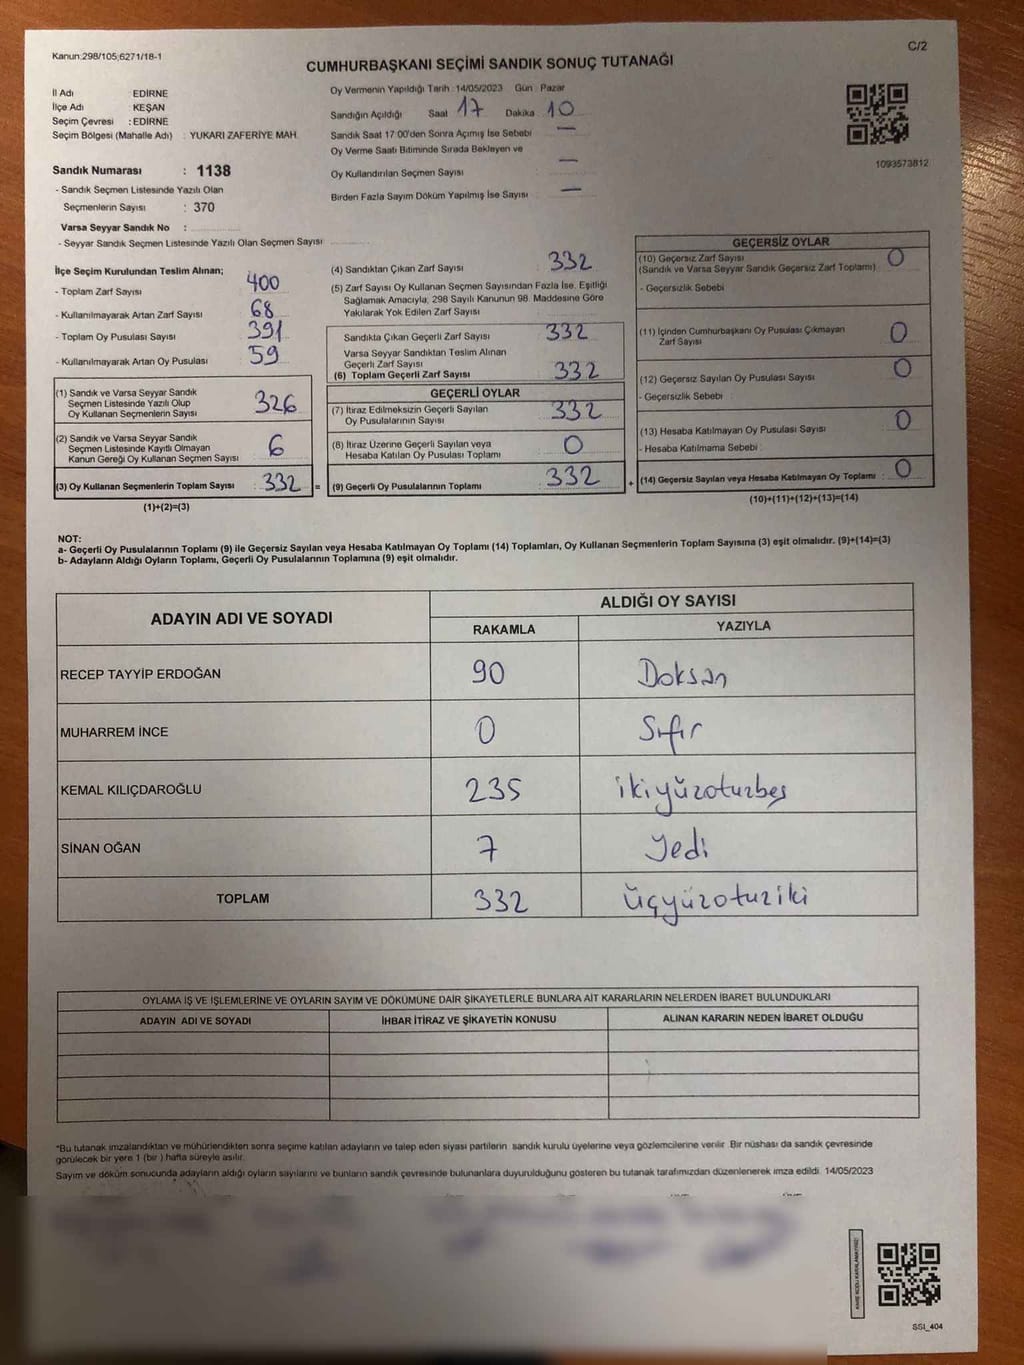 Kanun:298/105;6271/18-1
C/2
CUMHURBAŞKANI SEÇİMİ SANDIK SONUÇ TUTANAĞI
İl Adı : EDİRNE
İlçe Adı : KEŞAN
Seçim Çevresi : EDİRNE
Seçim Bölgesi (Mahalle Adı) : YUKARI ZAFERİYE MAH.
Oy Vermenin Yapıldığı Tarih : 14/05/2023 Gün : Pazar
Sandığın Açıldığı Saat 17 Dakika 10
Sandık Saat 17:00'den Sonra Açılmış İse Sebebi —
Oy Verme Saati Bitiminde Sırada Bekleyen ve
Oy Kullandırılan Seçmen Sayısı —
Birden Fazla Sayım Döküm Yapılmış İse Sayısı —
1093573812
Sandık Numarası : 1138
- Sandık Seçmen Listesinde Yazılı Olan
Seçmenlerin Sayısı : 370
Varsa Seyyar Sandık No :
- Seyyar Sandık Seçmen Listesinde Yazılı Olan Seçmen Sayısı
İlçe Seçim Kurulundan Teslim Alınan;
- Toplam Zarf Sayısı 400
- Kullanılmayarak Artan Zarf Sayısı 68
- Toplam Oy Pusulası Sayısı 391
- Kullanılmayarak Artan Oy Pusulası 59
(1) Sandık ve Varsa Seyyar Sandık
Seçmen Listesinde Yazılı Olup
Oy Kullanan Seçmenlerin Sayısı 326
(2) Sandık ve Varsa Seyyar Sandık
Seçmen Listesinde Kayıtlı Olmayan
Kanun Gereği Oy Kullanan Seçmen Sayısı 6
(3) Oy Kullanan Seçmenlerin Toplam Sayısı : 332 =
(1)+(2)=(3)
(4) Sandıktan Çıkan Zarf Sayısı 332
(5) Zarf Sayısı Oy Kullanan Seçmen Sayısından Fazla İse, Eşitliği
Sağlamak Amacıyla, 298 Sayılı Kanunun 98. Maddesine Göre
Yakılarak Yok Edilen Zarf Sayısı
Sandıkta Çıkan Geçerli Zarf Sayısı 332
Varsa Seyyar Sandıktan Teslim Alınan
Geçerli Zarf Sayısı
(6) Toplam Geçerli Zarf Sayısı 332
GEÇERLİ OYLAR
(7) İtiraz Edilmeksizin Geçerli Sayılan
Oy Pusulalarının Sayısı 332
(8) İtiraz Üzerine Geçerli Sayılan veya
Hesaba Katılan Oy Pusulası Toplamı 0
(9) Geçerli Oy Pusulalarının Toplamı 332 +
GEÇERSİZ OYLAR
(10) Geçersiz Zarf Sayısı 0
(Sandık ve Varsa Seyyar Sandık Geçersiz Zarf Toplamı)
- Geçersizlik Sebebi
(11) İçinden Cumhurbaşkanı Oy Pusulası Çıkmayan
Zarf Sayısı 0
(12) Geçersiz Sayılan Oy Pusulası Sayısı 0
- Geçersizlik Sebebi :
(13) Hesaba Katılmayan Oy Pusulası Sayısı 0
- Hesaba Katılmama Sebebi :
(14) Geçersiz Sayılan veya Hesaba Katılmayan Oy Toplamı : 0
(10)+(11)+(12)+(13)=(14)
NOT:
a- Geçerli Oy Pusulalarının Toplamı (9) ile Geçersiz Sayılan veya Hesaba Katılmayan Oy Toplamı (14) Toplamları, Oy Kullanan Seçmenlerin Toplam Sayısına (3) eşit olmalıdır. (9)+(14)=(3)
b- Adayların Aldığı Oyların Toplamı, Geçerli Oy Pusulalarının Toplamına (9) eşit olmalıdır.
ADAYIN ADI VE SOYADI ALDIĞI OY SAYISI
RAKAMLA YAZIYLA
RECEP TAYYİP ERDOĞAN 90 Doksan
MUHARREM İNCE 0 Sıfır
KEMAL KILIÇDAROĞLU 235 ikiyüzotuzbeş
SİNAN OĞAN 7 Yedi
TOPLAM 332 üçyüzotuziki
OYLAMA İŞ VE İŞLEMLERİNE VE OYLARIN SAYIM VE DÖKÜMÜNE DAİR ŞİKAYETLERLE BUNLARA AİT KARARLARIN NELERDEN İBARET BULUNDUKLARI
ADAYIN ADI VE SOYADI İHBAR İTİRAZ VE ŞİKAYETİN KONUSU ALINAN KARARIN NEDEN İBARET OLDUĞU
*Bu tutanak imzalandıktan ve mühürlendikten sonra seçime katılan adayların ve talep eden siyasi partilerin sandık kurulu üyelerine veya gözlemcilerine verilir. Bir nüshası da sandık çevresinde
görülecek bir yere 1 (bir ) hafta süreyle asılır.
Sayım ve döküm sonucunda adayların aldığı oyların sayılarını ve bunların sandık çevresinde bulunanlara duyurulduğunu gösteren bu tutanak tarafımızdan düzenlenerek imza edildi. 14/05/2023
SSI_404